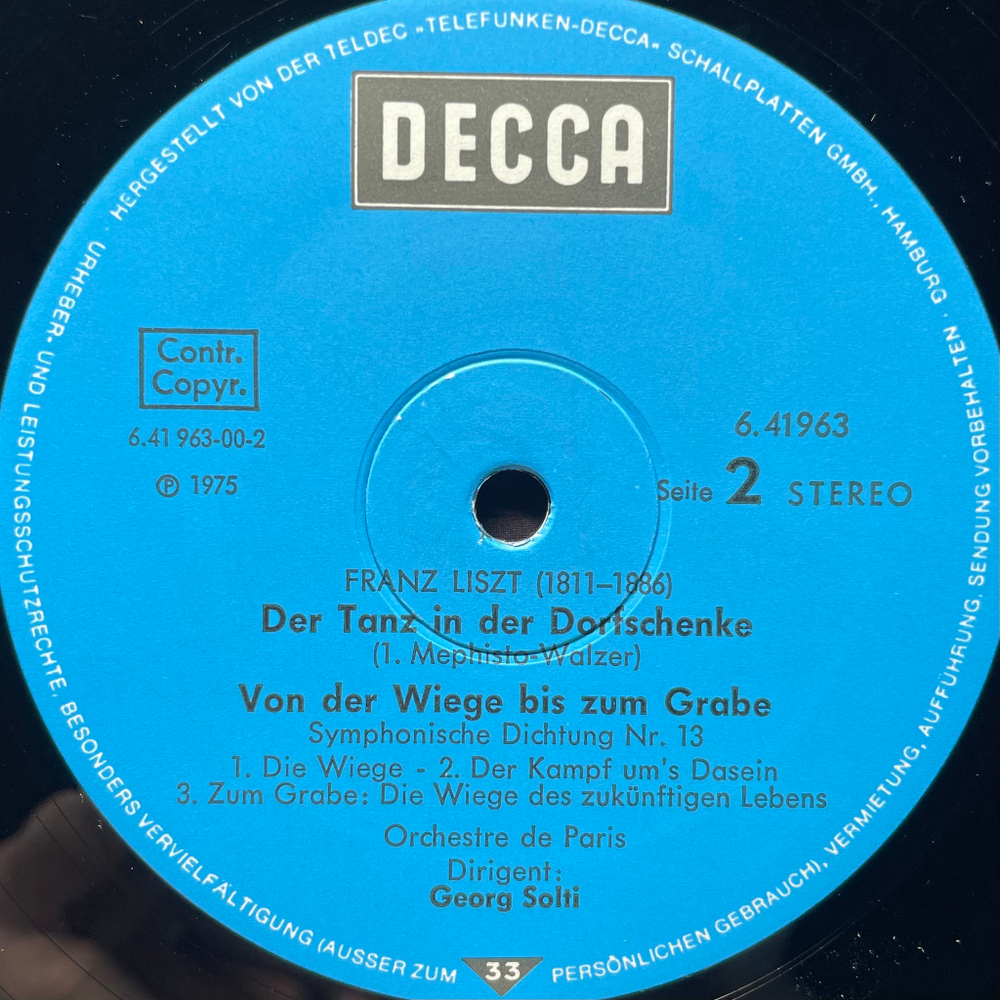 HERGESTELLT VON DER TELDEC »TELEFUNKEN-DECCA« SCHALLPLATTEN GMBH., HAMBURG ·
URHEBER- UND LEISTUNGSSCHUTZRECHTE, BESONDERS VERVIELFÄLTIGUNG (AUSSER ZUM
PERSÖNLICHEN GEBRAUCH), VERMIETUNG, AUFFÜHRUNG, SENDUNG VORBEHALTEN ·
DECCA
Contr.
Copyr.
6.41 963-00-2
℗ 1975
6.41963
Seite 2 STEREO
FRANZ LISZT (1811–1886)
Der Tanz in der Dorfschenke
(1. Mephisto-Walzer)
Von der Wiege bis zum Grabe
Symphonische Dichtung Nr. 13
1. Die Wiege - 2. Der Kampf um's Dasein
3. Zum Grabe: Die Wiege des zukünftigen Lebens
Orchestre de Paris
Dirigent:
Georg Solti
33